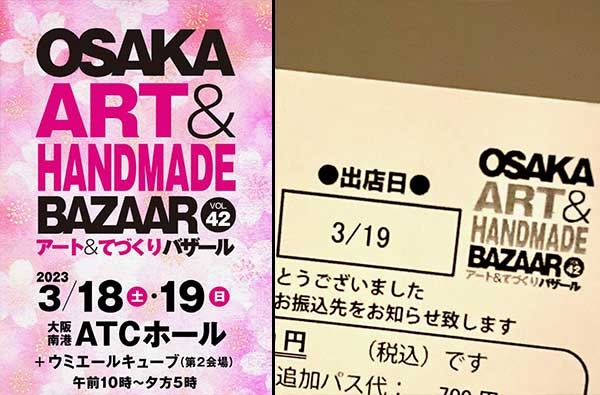 OSAKA
ART&
HANDMADE
BAZAAR VOL. 42
アート&てづくりバザール
2023
3/18土・19日
大阪南港 ATCホール
+ウミエールキューブ(第2会場)
午前10時〜夕方5時
●出店日●
3/19
OSAKA
ART&
HANDMADE
BAZAAR VOL. 42
アート&てづくりバザール
とうございました
お振込先をお知らせ致します
円 (税込)です
追加パス代: